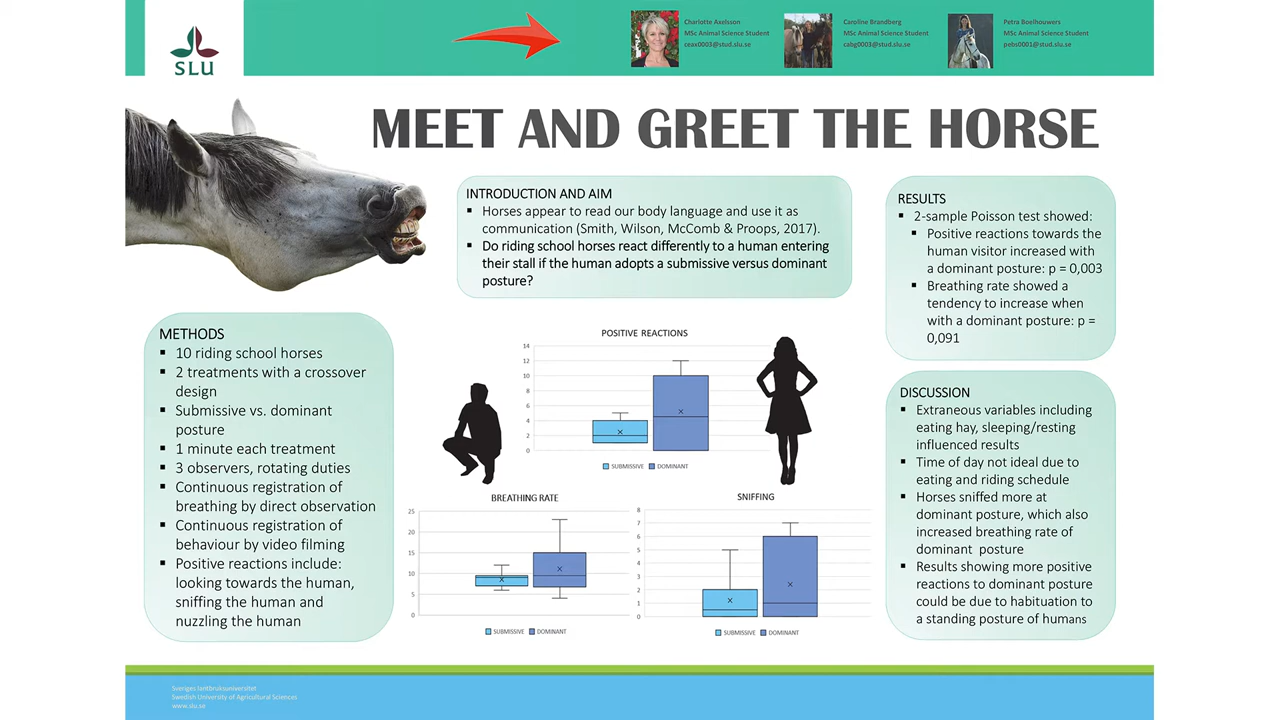 SLU
Charlotte Axelsson
MSc Animal Science Student
ceax0003@stud.slu.se
Caroline Brandberg
MSc Animal Science Student
cabg0003@stud.slu.se
Petra Boelhouwers
MSc Animal Science Student
pebs0001@stud.slu.se
MEET AND GREET THE HORSE
INTRODUCTION AND AIM
▪ Horses appear to read our body language and use it as
communication (Smith, Wilson, McComb & Proops, 2017).
▪ Do riding school horses react differently to a human entering
their stall if the human adopts a submissive versus dominant
posture?
METHODS
▪ 10 riding school horses
▪ 2 treatments with a crossover
design
▪ Submissive vs. dominant
posture
▪ 1 minute each treatment
▪ 3 observers, rotating duties
▪ Continuous registration of
breathing by direct observation
▪ Continuous registration of
behaviour by video filming
▪ Positive reactions include:
looking towards the human,
sniffing the human and
nuzzling the human
POSITIVE REACTIONS
14
12
10
8
6
4
2
0
SUBMISSIVE DOMINANT
BREATHING RATE
25
20
15
10
5
0
SUBMISSIVE DOMINANT
SNIFFING
8
7
6
5
4
3
2
1
0
SUBMISSIVE DOMINANT
RESULTS
▪ 2-sample Poisson test showed:
▪ Positive reactions towards the
human visitor increased with
a dominant posture: p = 0,003
▪ Breathing rate showed a
tendency to increase when
with a dominant posture: p =
0,091
DISCUSSION
▪ Extraneous variables including
eating hay, sleeping/resting
influenced results
▪ Time of day not ideal due to
eating and riding schedule
▪ Horses sniffed more at
dominant posture, which also
increased breathing rate of
dominant posture
▪ Results showing more positive
reactions to dominant posture
could be due to habituation to
a standing posture of humans
Sveriges lantbruksuniversitet
Swedish University of Agricultural Sciences
www.slu.se